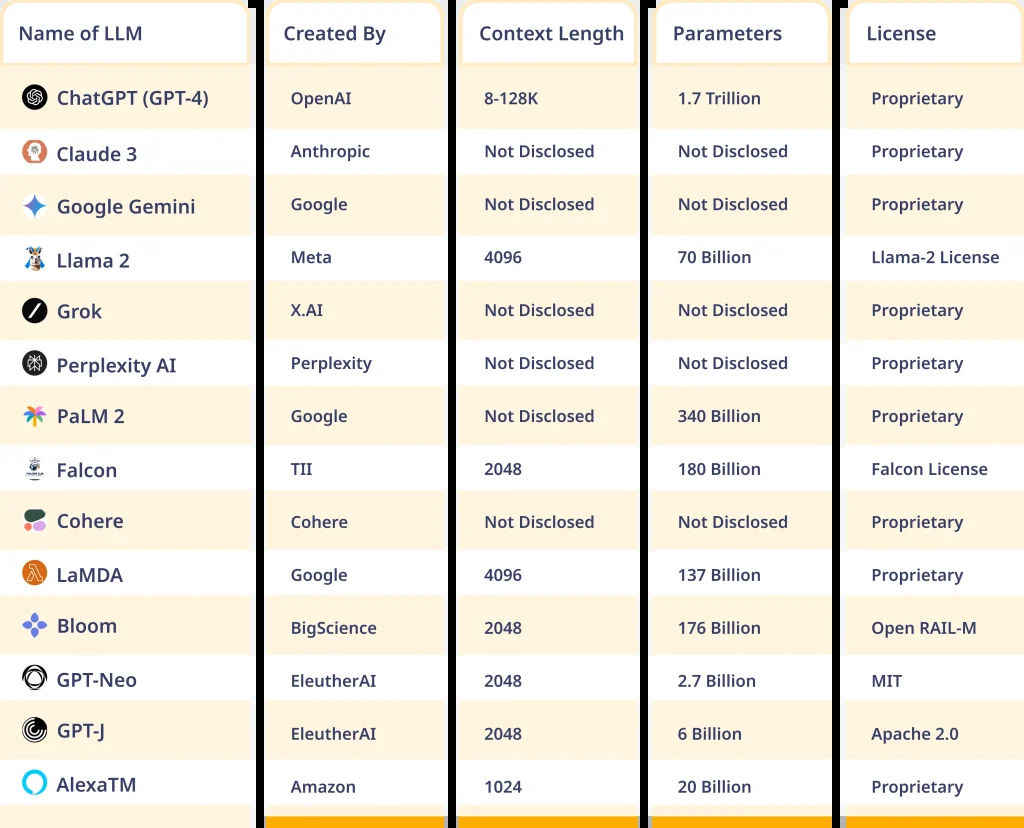 Name of LLM Created By Context Length Parameters License
ChatGPT (GPT-4) OpenAI 8-128K 1.7 Trillion Proprietary
Claude 3 Anthropic Not Disclosed Not Disclosed Proprietary
Google Gemini Google Not Disclosed Not Disclosed Proprietary
Llama 2 Meta 4096 70 Billion Llama-2 License
Grok X.AI Not Disclosed Not Disclosed Proprietary
Perplexity AI Perplexity Not Disclosed Not Disclosed Proprietary
PaLM 2 Google Not Disclosed 340 Billion Proprietary
Falcon TII 2048 180 Billion Falcon License
Cohere Cohere Not Disclosed Not Disclosed Proprietary
LaMDA Google 4096 137 Billion Proprietary
Bloom BigScience 2048 176 Billion Open RAIL-M
GPT-Neo EleutherAI 2048 2.7 Billion MIT
GPT-J EleutherAI 2048 6 Billion Apache 2.0
AlexaTM Amazon 1024 20 Billion Proprietary